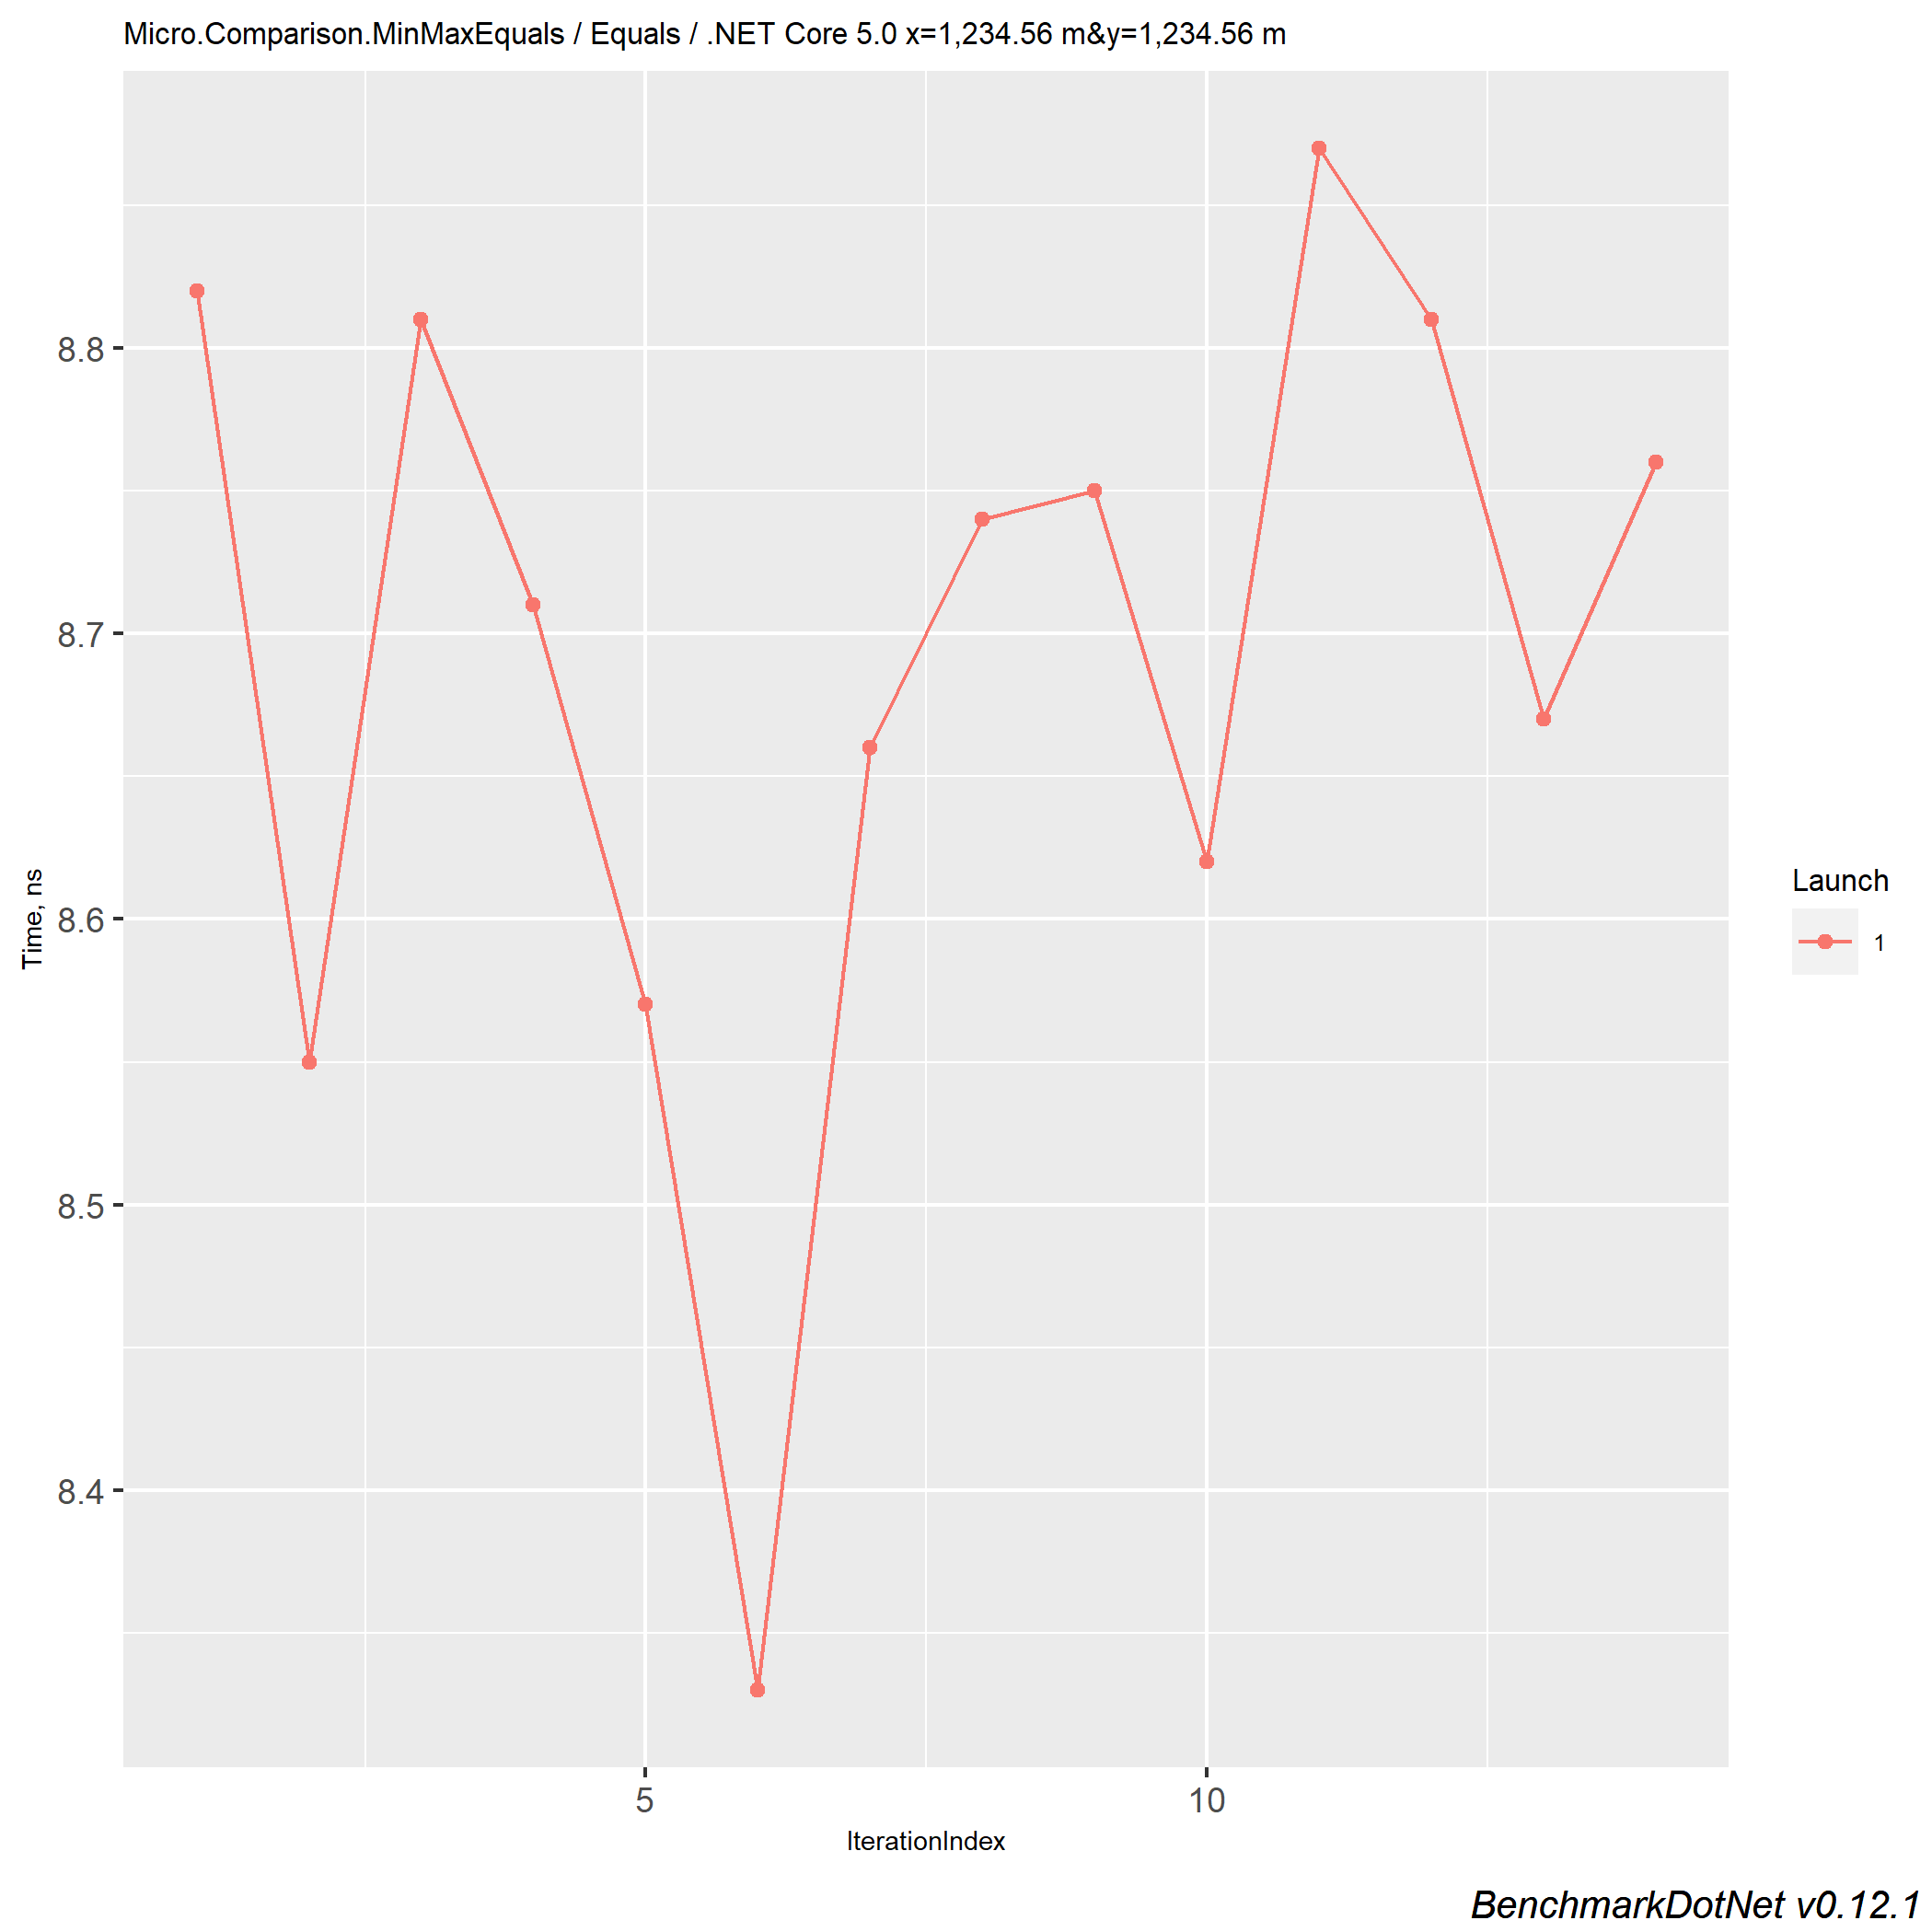 Micro.Comparison.MinMaxEquals / Equals / .NET Core 5.0 x=1,234.56 m&y=1,234.56 m
8.8
8.7
8.6
8.5
8.4
Time, ns
5
10
IterationIndex
Launch
1
BenchmarkDotNet v0.12.1